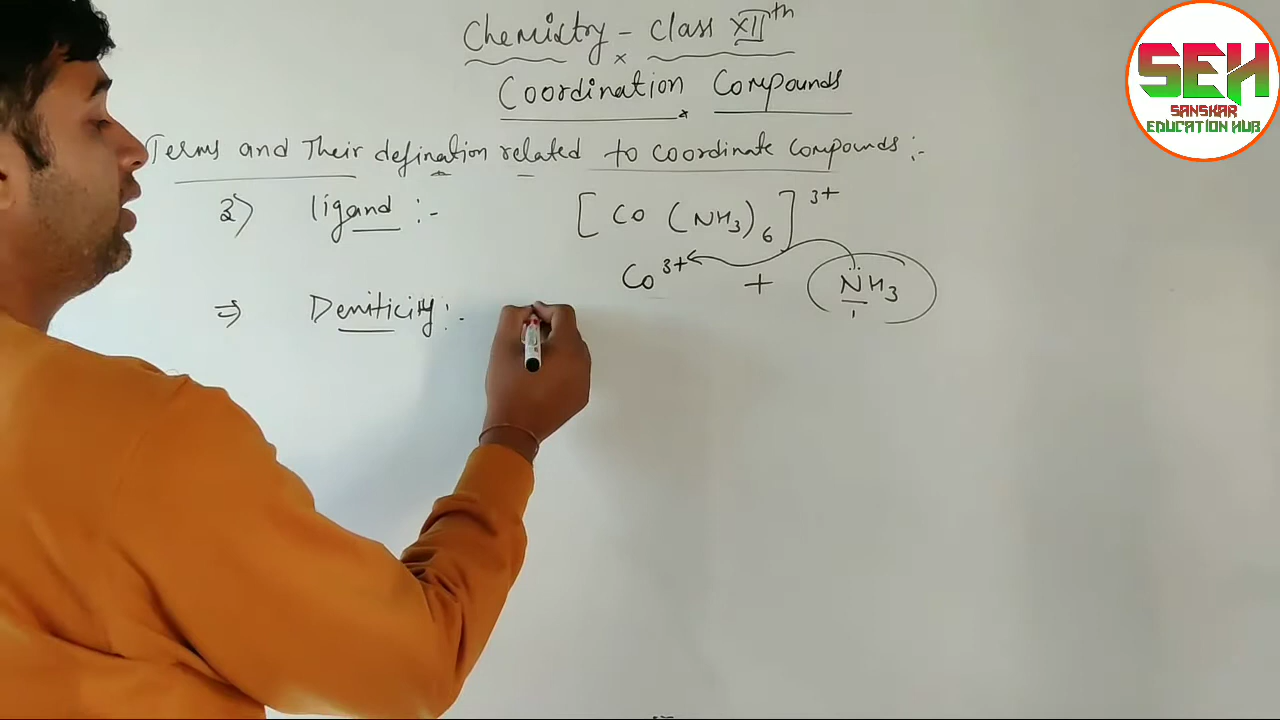 Chemistry - Class XIIth
Coordination Compounds
SEH
SANSKAR
EDUCATION HUB
Terms and Their defination related to coordinate compounds :-
2) ligand :-
[Co(NH3)6]3+
Co3+ + NH3
⇒ Deniticity :-